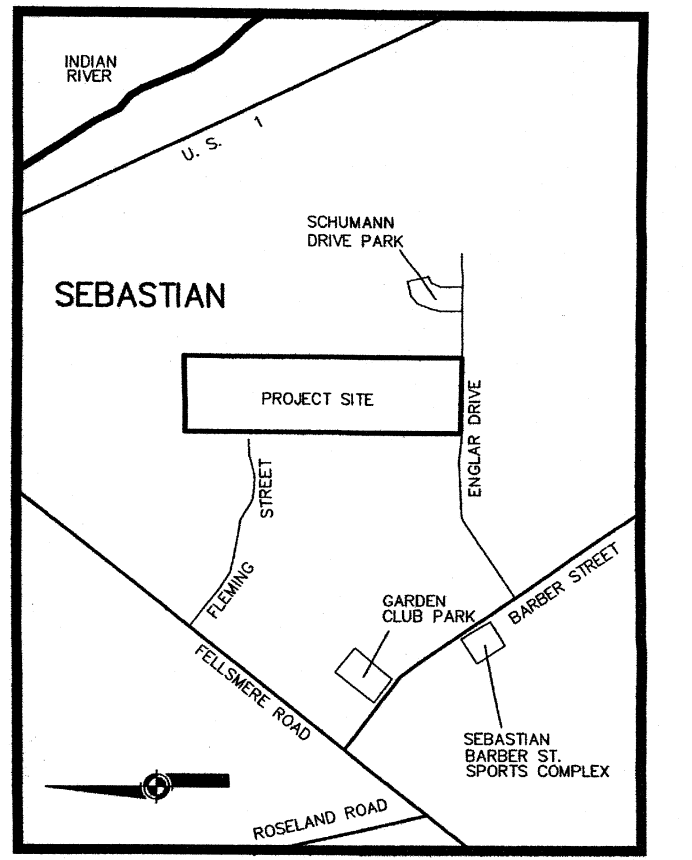 INDIAN
RIVER
U. S. 1
SCHUMANN
DRIVE PARK
SEBASTIAN
PROJECT SITE
ENGLAR DRIVE
FLEMING STREET
BARBER STREET
GARDEN
CLUB PARK
FELLSMERE ROAD
SEBASTIAN
BARBER ST.
SPORTS COMPLEX
ROSELAND ROAD